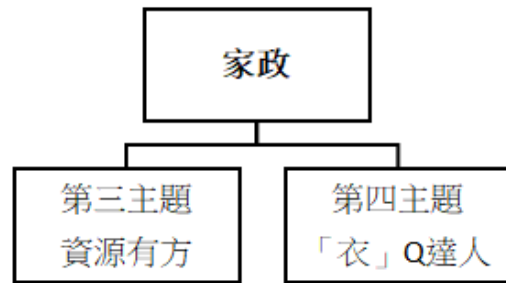 家政
第三主題
資源有方
第四主題
「衣」Q達人